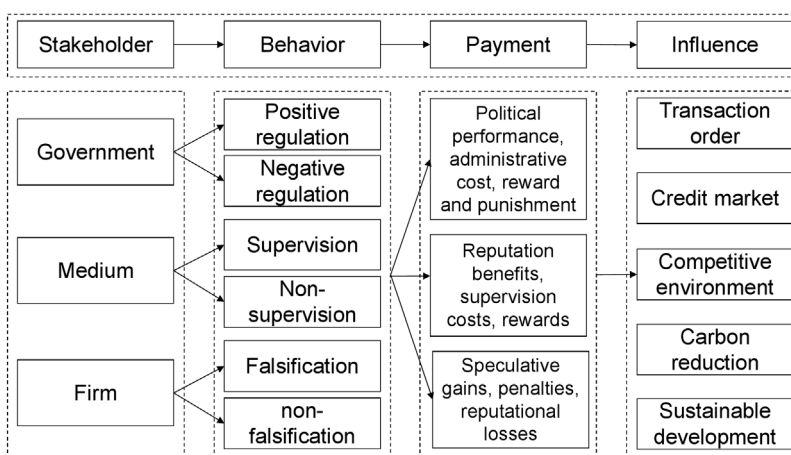 Stakeholder
Behavior
Payment
Influence
Government
Medium
Firm
Positive
regulation
Negative
regulation
Supervision
Non-
supervision
Falsification
non-
falsification
Political
performance,
administrative
cost, reward
and punishment
Reputation
benefits,
supervision
costs, rewards
Speculative
gains, penalties,
reputational
losses
Transaction
order
Credit market
Competitive
environment
Carbon
reduction
Sustainable
development